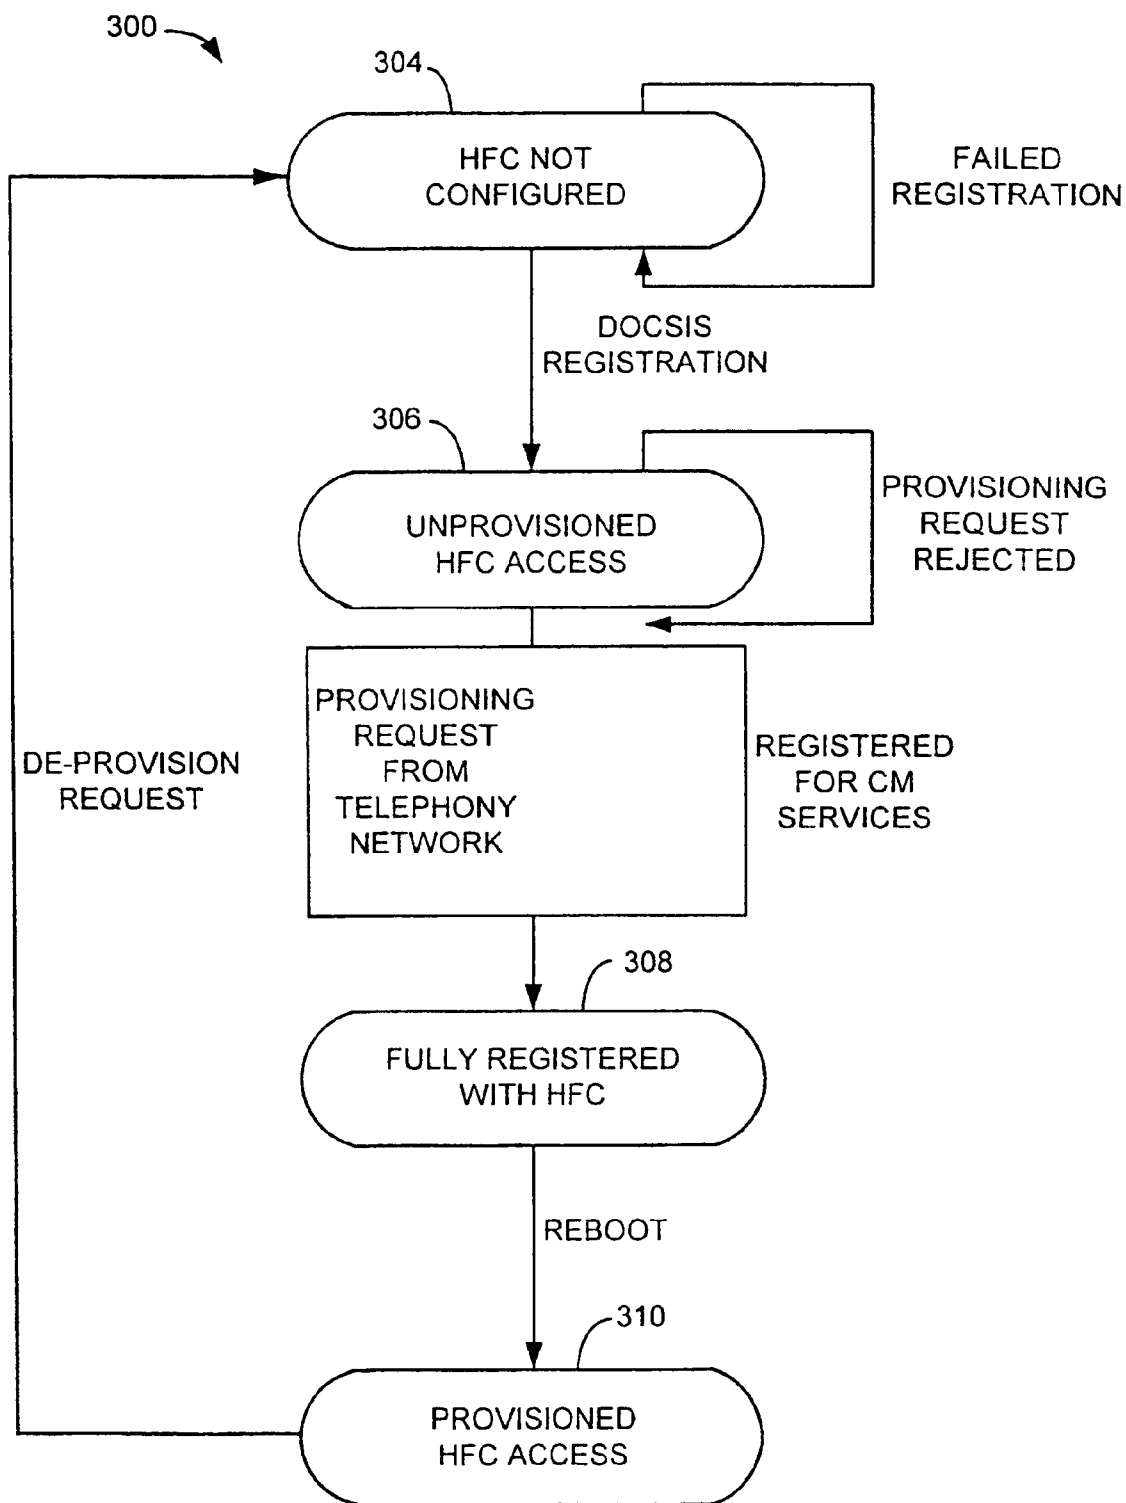 300
304
HFC NOT
CONFIGURED
FAILED
REGISTRATION
DOCSIS
REGISTRATION
306
UNPROVISIONED
HFC ACCESS
PROVISIONING
REQUEST
REJECTED
PROVISIONING
REQUEST
FROM
TELEPHONY
NETWORK
REGISTERED
FOR CM
SERVICES
DE-PROVISION
REQUEST
308
FULLY REGISTERED
WITH HFC
REBOOT
310
PROVISIONED
HFC ACCESS